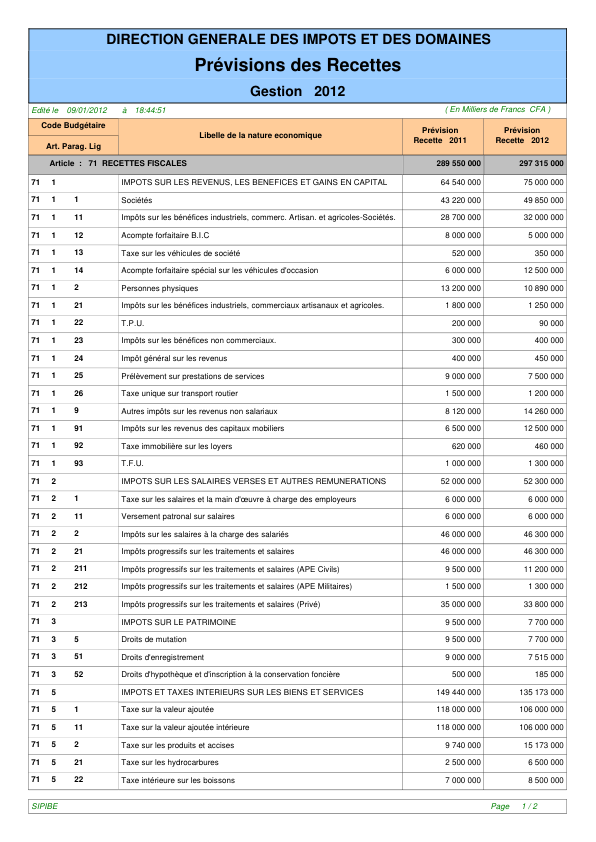 DIRECTION GENERALE DES IMPOTS ET DES DOMAINES
Prévisions des Recettes
Gestion 2012
Edité le 09/01/2012 à 18:44:51 ( En Milliers de Francs CFA )
Code Budgétaire
Art. Parag. Lig
Libelle de la nature economique
Prévision Recette 2011
Prévision Recette 2012
Article : 71 RECETTES FISCALES 289 550 000 297 315 000
71 1 IMPOTS SUR LES REVENUS, LES BENEFICES ET GAINS EN CAPITAL 64 540 000 75 000 000
71 1 1 Sociétés 43 220 000 49 850 000
71 1 11 Impôts sur les bénéfices industriels, commerc. Artisan. et agricoles-Sociétés. 28 700 000 32 000 000
71 1 12 Acompte forfaitaire B.I.C 8 000 000 5 000 000
71 1 13 Taxe sur les véhicules de société 520 000 350 000
71 1 14 Acompte forfaitaire spécial sur les véhicules d'occasion 6 000 000 12 500 000
71 1 2 Personnes physiques 13 200 000 10 890 000
71 1 21 Impôts sur les bénéfices industriels, commerciaux artisanaux et agricoles. 1 800 000 1 250 000
71 1 22 T.P.U. 200 000 90 000
71 1 23 Impôts sur les bénéfices non commerciaux. 300 000 400 000
71 1 24 Impôt général sur les revenus 400 000 450 000
71 1 25 Prélèvement sur prestations de services 9 000 000 7 500 000
71 1 26 Taxe unique sur transport routier 1 500 000 1 200 000
71 1 9 Autres impôts sur les revenus non salariaux 8 120 000 14 260 000
71 1 91 Impôts sur les revenus des capitaux mobiliers 6 500 000 12 500 000
71 1 92 Taxe immobilière sur les loyers 620 000 460 000
71 1 93 T.F.U. 1 000 000 1 300 000
71 2 IMPOTS SUR LES SALAIRES VERSES ET AUTRES REMUNERATIONS 52 000 000 52 300 000
71 2 1 Taxe sur les salaires et la main d'œuvre à charge des employeurs 6 000 000 6 000 000
71 2 11 Versement patronal sur salaires 6 000 000 6 000 000
71 2 2 Impôts sur les salaires à la charge des salariés 46 000 000 46 300 000
71 2 21 Impôts progressifs sur les traitements et salaires 46 000 000 46 300 000
71 2 211 Impôts progressifs sur les traitements et salaires (APE Civils) 9 500 000 11 200 000
71 2 212 Impôts progressifs sur les traitements et salaires (APE Militaires) 1 500 000 1 300 000
71 2 213 Impôts progressifs sur les traitements et salaires (Privé) 35 000 000 33 800 000
71 3 IMPOTS SUR LE PATRIMOINE 9 500 000 7 700 000
71 3 5 Droits de mutation 9 500 000 7 700 000
71 3 51 Droits d'enregistrement 9 000 000 7 515 000
71 3 52 Droits d'hypothèque et d'inscription à la conservation foncière 500 000 185 000
71 5 IMPOTS ET TAXES INTERIEURS SUR LES BIENS ET SERVICES 149 440 000 135 173 000
71 5 1 Taxe sur la valeur ajoutée 118 000 000 106 000 000
71 5 11 Taxe sur la valeur ajoutée intérieure 118 000 000 106 000 000
71 5 2 Taxe sur les produits et accises 9 740 000 15 173 000
71 5 21 Taxe sur les hydrocarbures 2 500 000 6 500 000
71 5 22 Taxe intérieure sur les boissons 7 000 000 8 500 000
SIPIBE Page 1 / 2